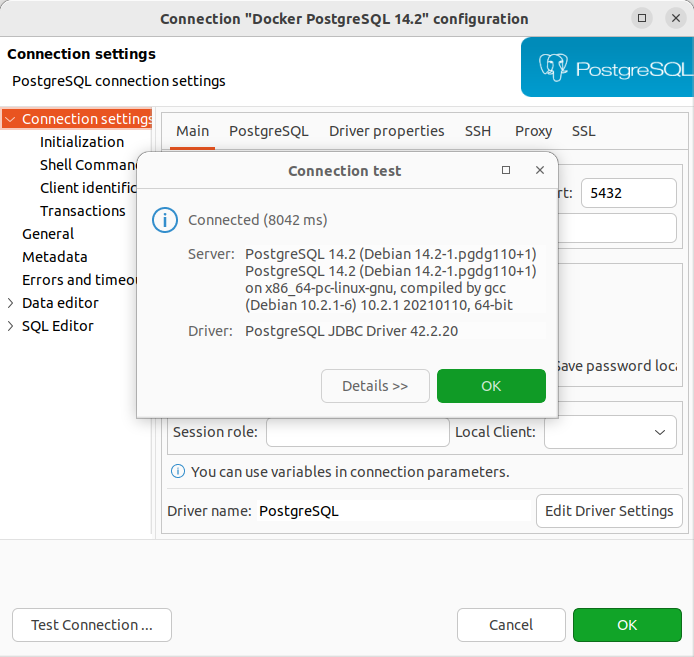 Connection "Docker PostgreSQL 14.2" configuration
Connection settings
PostgreSQL connection settings
PostgreSQL
Connection settings
Initialization
Shell
Client
Transactions
General
Metadata
Errors and
Data editor
SQL Editor
Main PostgreSQL Driver properties SSH Proxy SSL
5432
Connection test
Connected (8042 ms)
Server: PostgreSQL 14.2 (Debian 14.2-1.pgdg110+1)
PostgreSQL 14.2 (Debian 14.2-1.pgdg110+1)
on x86_64-pc-linux-gnu, compiled by gcc
(Debian 10.2.1-6) 10.2.1 20210110, 64-bit
Driver: PostgreSQL JDBC Driver 42.2.20
Details >> OK
Save password
Session role: Local Client:
You can use variables in connection parameters.
Driver name: PostgreSQL Edit Driver Settings
Test Connection ... Cancel OK